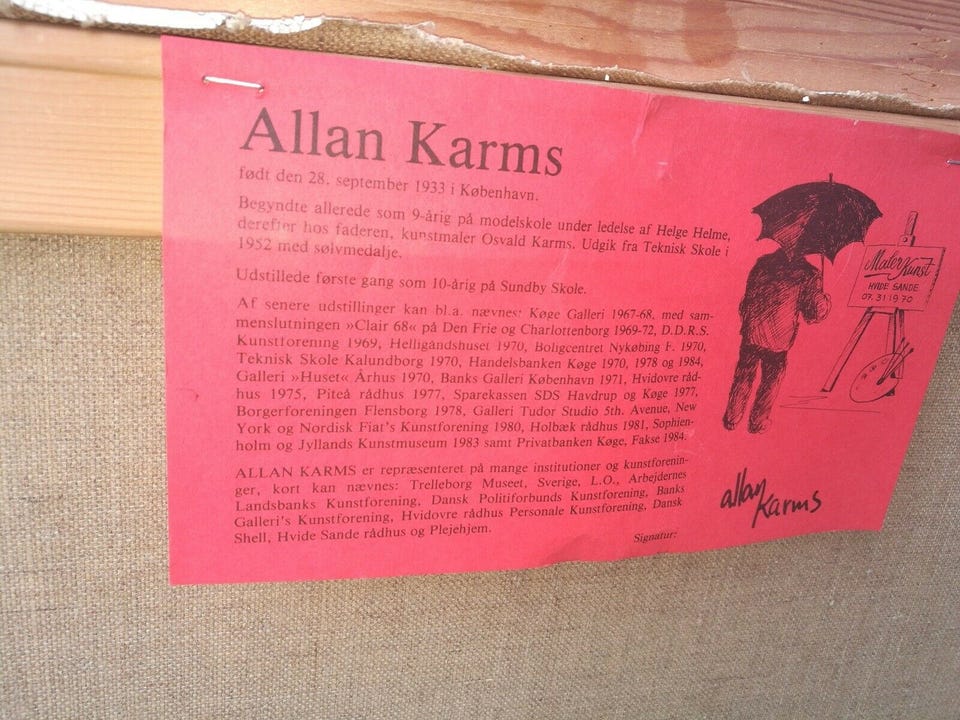 Allan Karms
født den 28. september 1933 i København.
Begyndte allerede som 9-årig på modelskole under ledelse af Helge Helme,
derefter hos faderen, kunstmaler Osvald Karms. Udgik fra Teknisk Skole i
1952 med sølvmedalje.
Udstillede første gang som 10-årig på Sundby Skole.
Af senere udstillinger kan bl.a. nævnes: Køge Galleri 1967-68, med sam-
menslutningen »Clair 68« på Den Frie og Charlottenborg 1969-72, D.D.R.S.
Kunstforening 1969, Helligåndshuset 1970, Boligcentret Nykøbing F. 1970,
Teknisk Skole Kalundborg 1970, Handelsbanken Køge 1970, 1978 og 1984,
Galleri »Huset« Århus 1970, Banks Galleri København 1971, Hvidovre råd-
hus 1975, Piteå rådhus 1977, Sparekassen SDS Havdrup og Køge 1977,
Borgerforeningen Flensborg 1978, Galleri Tudor Studio 5th. Avenue, New
York og Nordisk Fiat's Kunstforening 1980, Holbæk rådhus 1981, Sophien-
holm og Jyllands Kunstmuseum 1983 samt Privatbanken Køge, Fakse 1984.
ALLAN KARMS er repræsenteret på mange institutioner og kunstforenin-
ger, kort kan nævnes: Trelleborg Museet, Sverige, L.O., Arbejdernes
Landsbanks Kunstforening, Dansk Politiforbunds Kunstforening, Banks
Galleri's Kunstforening, Hvidovre rådhus Personale Kunstforening, Dansk
Shell, Hvide Sande rådhus og Plejehjem.
Signatur:
Maler Kunst
HVIDE SANDE
07.311970
allan
Karms